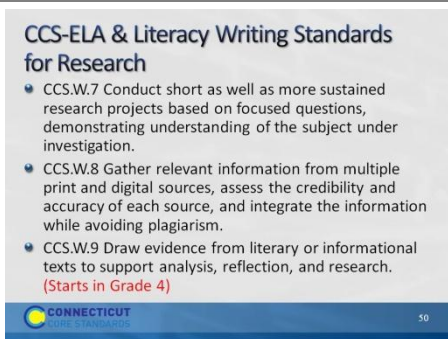 CCS-ELA & Literacy Writing Standards
for Research
CCS.W.7 Conduct short as well as more sustained
research projects based on focused questions,
demonstrating understanding of the subject under
investigation.
CCS.W.8 Gather relevant information from multiple
print and digital sources, assess the credibility and
accuracy of each source, and integrate the information
while avoiding plagiarism.
CCS.W.9 Draw evidence from literary or informational
texts to support analysis, reflection, and research.
(Starts in Grade 4)
CONNECTICUT
CORE STANDARDS
50